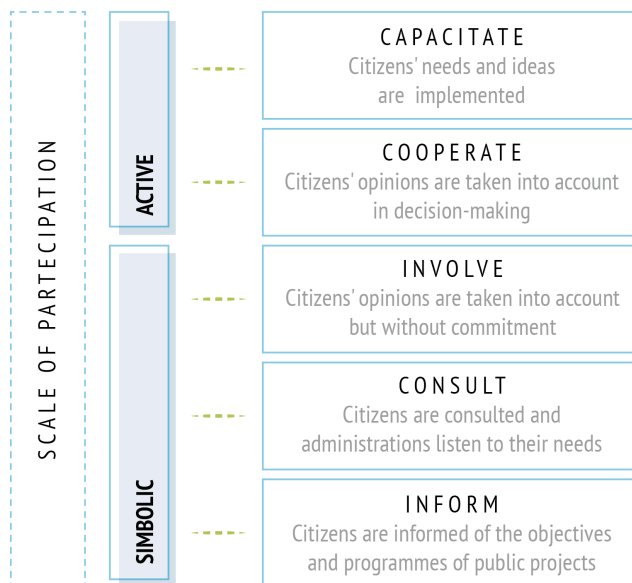 SCALE OF PARTECIPATION
ACTIVE
CAPACITATE
Citizens' needs and ideas
are implemented
COOPERATE
Citizens' opinions are taken into account
in decision-making
SIMBOLIC
INVOLVE
Citizens' opinions are taken into account
but without commitment
CONSULT
Citizens are consulted and
administrations listen to their needs
INFORM
Citizens are informed of the objectives
and programmes of public projects